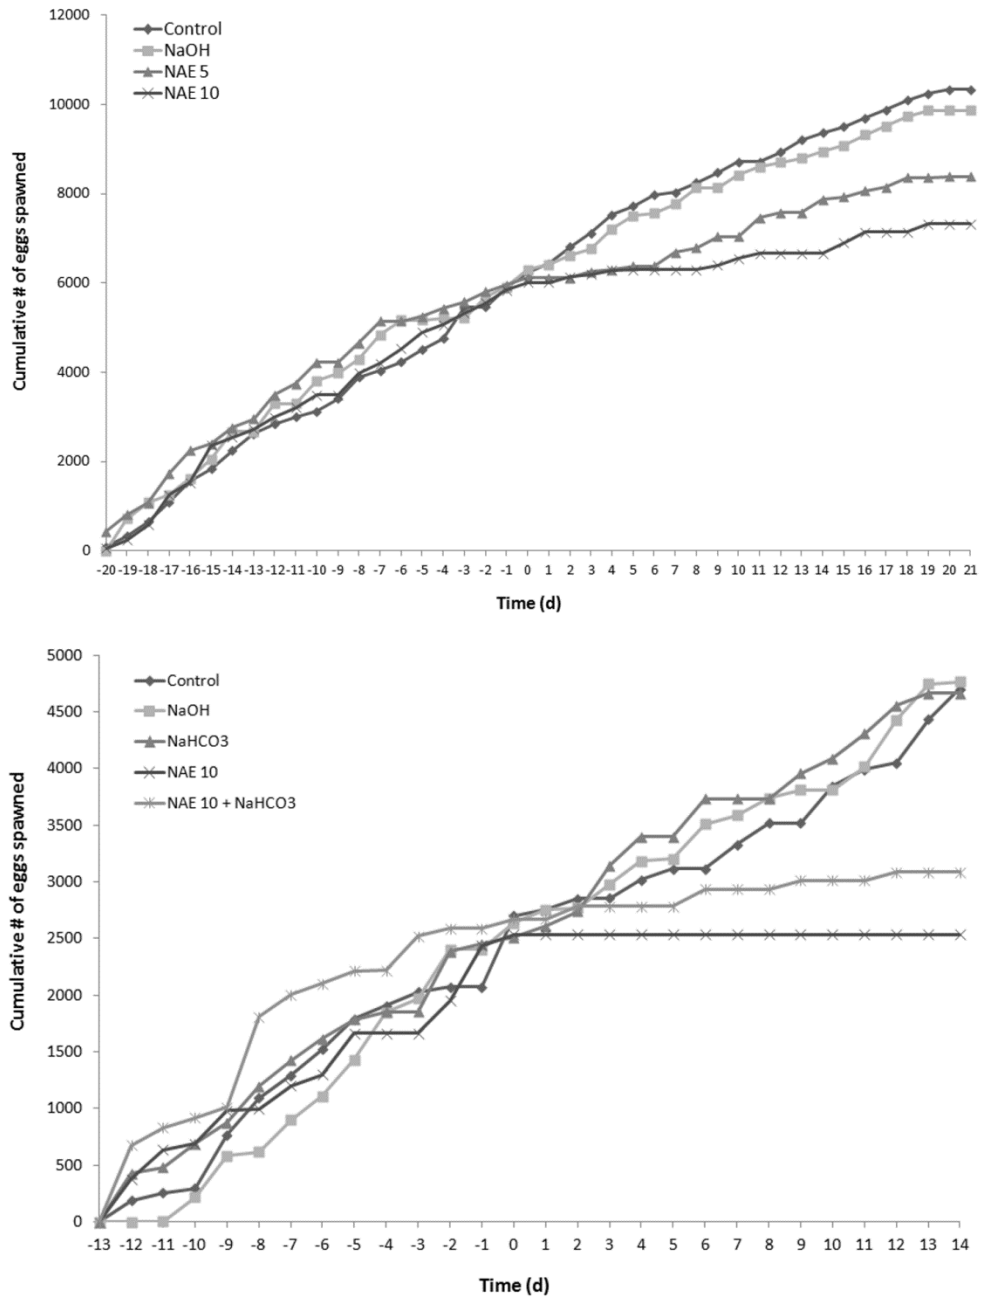 12000
10000
8000
6000
4000
2000
0
Control
NaOH
NAE 5
NAE 10
Cumulative # of eggs spawned
-20 -19 -18 -17 -16 -15 -14 -13 -12 -11 -10 -9 -8 -7 -6 -5 -4 -3 -2 -1 0 1 2 3 4 5 6 7 8 9 10 11 12 13 14 15 16 17 18 19 20 21
Time (d)
5000
4500
4000
3500
3000
2500
2000
1500
1000
500
0
Control
NaOH
NaHCO3
NAE 10
NAE 10 + NaHCO3
Cumulative # of eggs spawned
-13 -12 -11 -10 -9 -8 -7 -6 -5 -4 -3 -2 -1 0 1 2 3 4 5 6 7 8 9 10 11 12 13 14
Time (d)